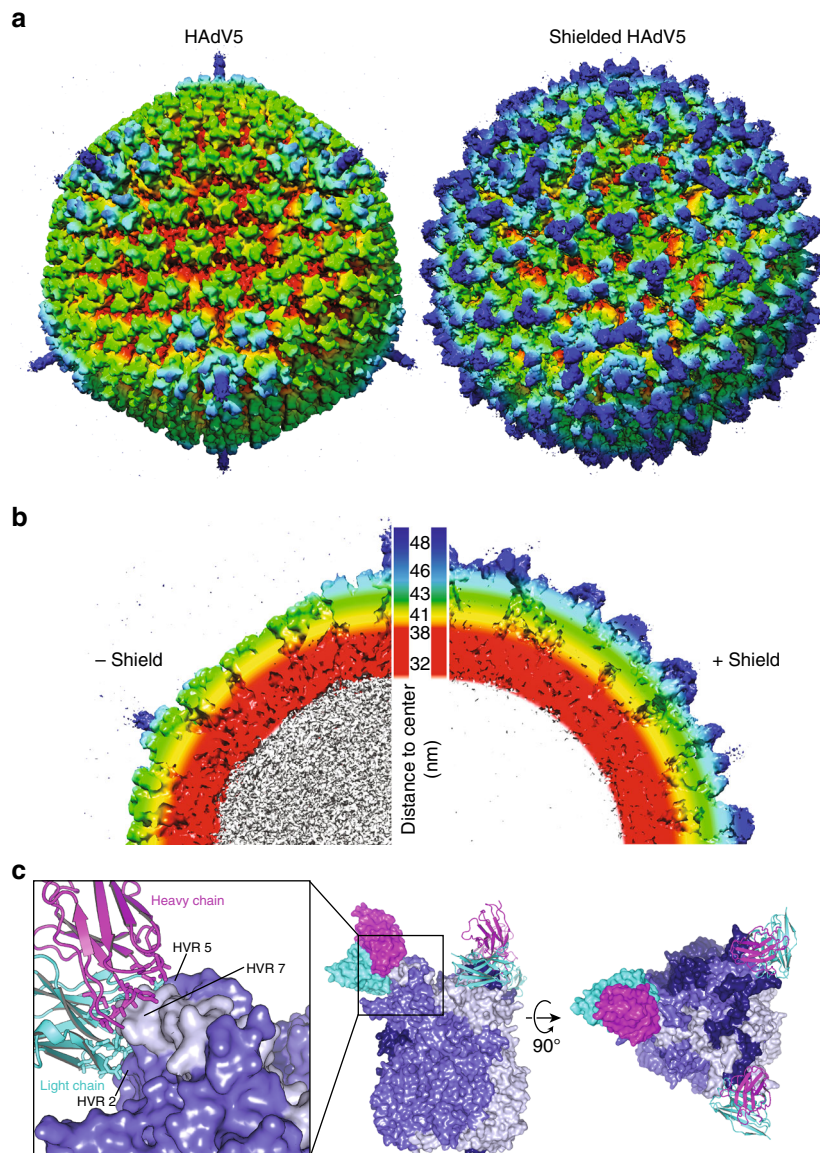 a
HAdV5
Shielded HAdV5
b
48
46
43
41
38
32
– Shield
+ Shield
Distance to center
(nm)
c
Heavy chain
HVR 5
HVR 7
Light chain
HVR 2
90°